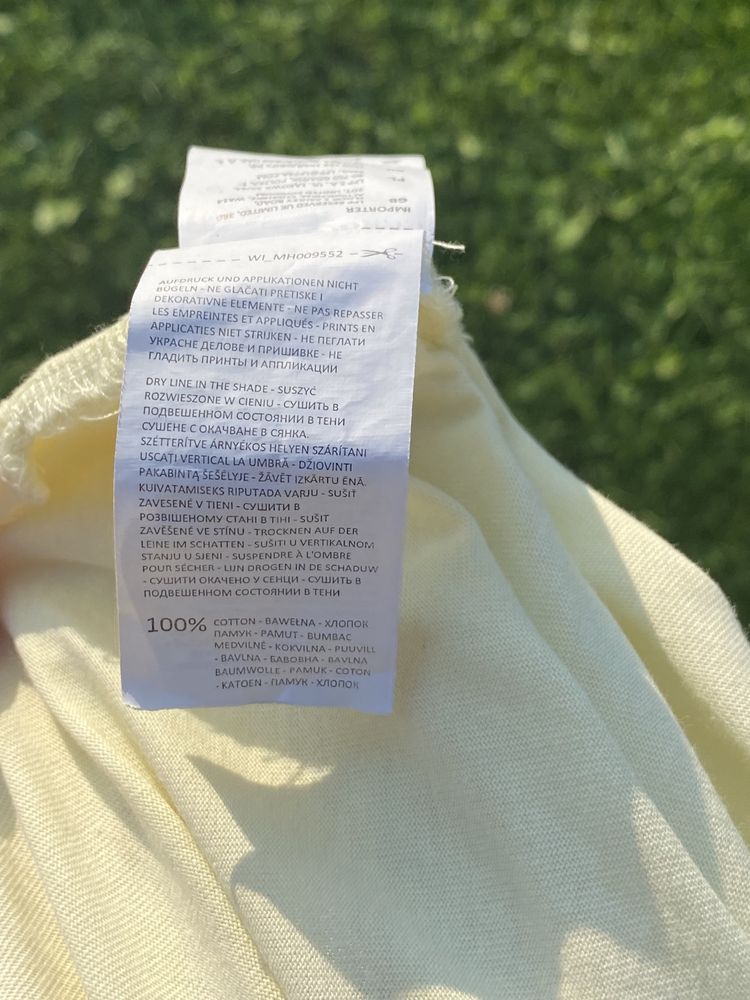 IMPORTER
GB
PL
WI_MH009552
AUFDRUCK UND APPLIKATIONEN NICHT
BÜGELN - NE GLAČATI PRETISKE I
DEKORATIVNE ELEMENTE - NE PAS REPASSER
LES EMPREINTES ET APPLIQUÉS - PRINTS EN
APPLICATIES NIET STRIJKEN - НЕ ПЕГЛАТИ
УКРАСНЕ ДЕЛОВЕ И ПРИШИВКЕ - НЕ
ГЛАДИТЬ ПРИНТЫ И АППЛИКАЦИИ
DRY LINE IN THE SHADE - SUSZYĆ
ROZWIESZONE W CIENIU - СУШИТЬ В
ПОДВЕШЕННОМ СОСТОЯНИИ В ТЕНИ
СУШЕНЕ С ОКАЧВАНЕ В СЯНКА.
SZÉTTERÍTVE ÁRNYÉKOS HELYEN SZÁRÍTANI
USCAȚI VERTICAL LA UMBRĂ - DŽIOVINTI
PAKABINTĄ ŠEŠĖLYJE - ŽĀVĒT IZKĀRTU ĒNĀ.
KUIVATAMISEKS RIPUTADA VARJU - SUŠIŤ
ZAVESENÉ V TIENI - СУШИТИ В
РОЗВІШЕНОМУ СТАНІ В ТІНІ - SUŠIT
ZAVĚŠENÉ VE STÍNU - TROCKNEN AUF DER
LEINE IM SCHATTEN - SUŠITI U VERTIKALNOM
STANJU U SJENI - SUSPENDRE À L'OMBRE
POUR SÉCHER - LIJN DROGEN IN DE SCHADUW
- СУШИТИ ОКАЧЕНО У СЕНЦИ - СУШИТЬ В
ПОДВЕШЕННОМ СОСТОЯНИИ В ТЕНИ
100% COTTON - BAWEŁNA - ХЛОПОК
ПАМУК - PAMUT - BUMBAC
MEDVILNĖ - KOKVILNA - PUUVILL
- BAVLNA - БАВОВНА - BAVLNA
BAUMWOLLE - PAMUK - COTON
- KATOEN - ПАМУК - ХЛОПОК